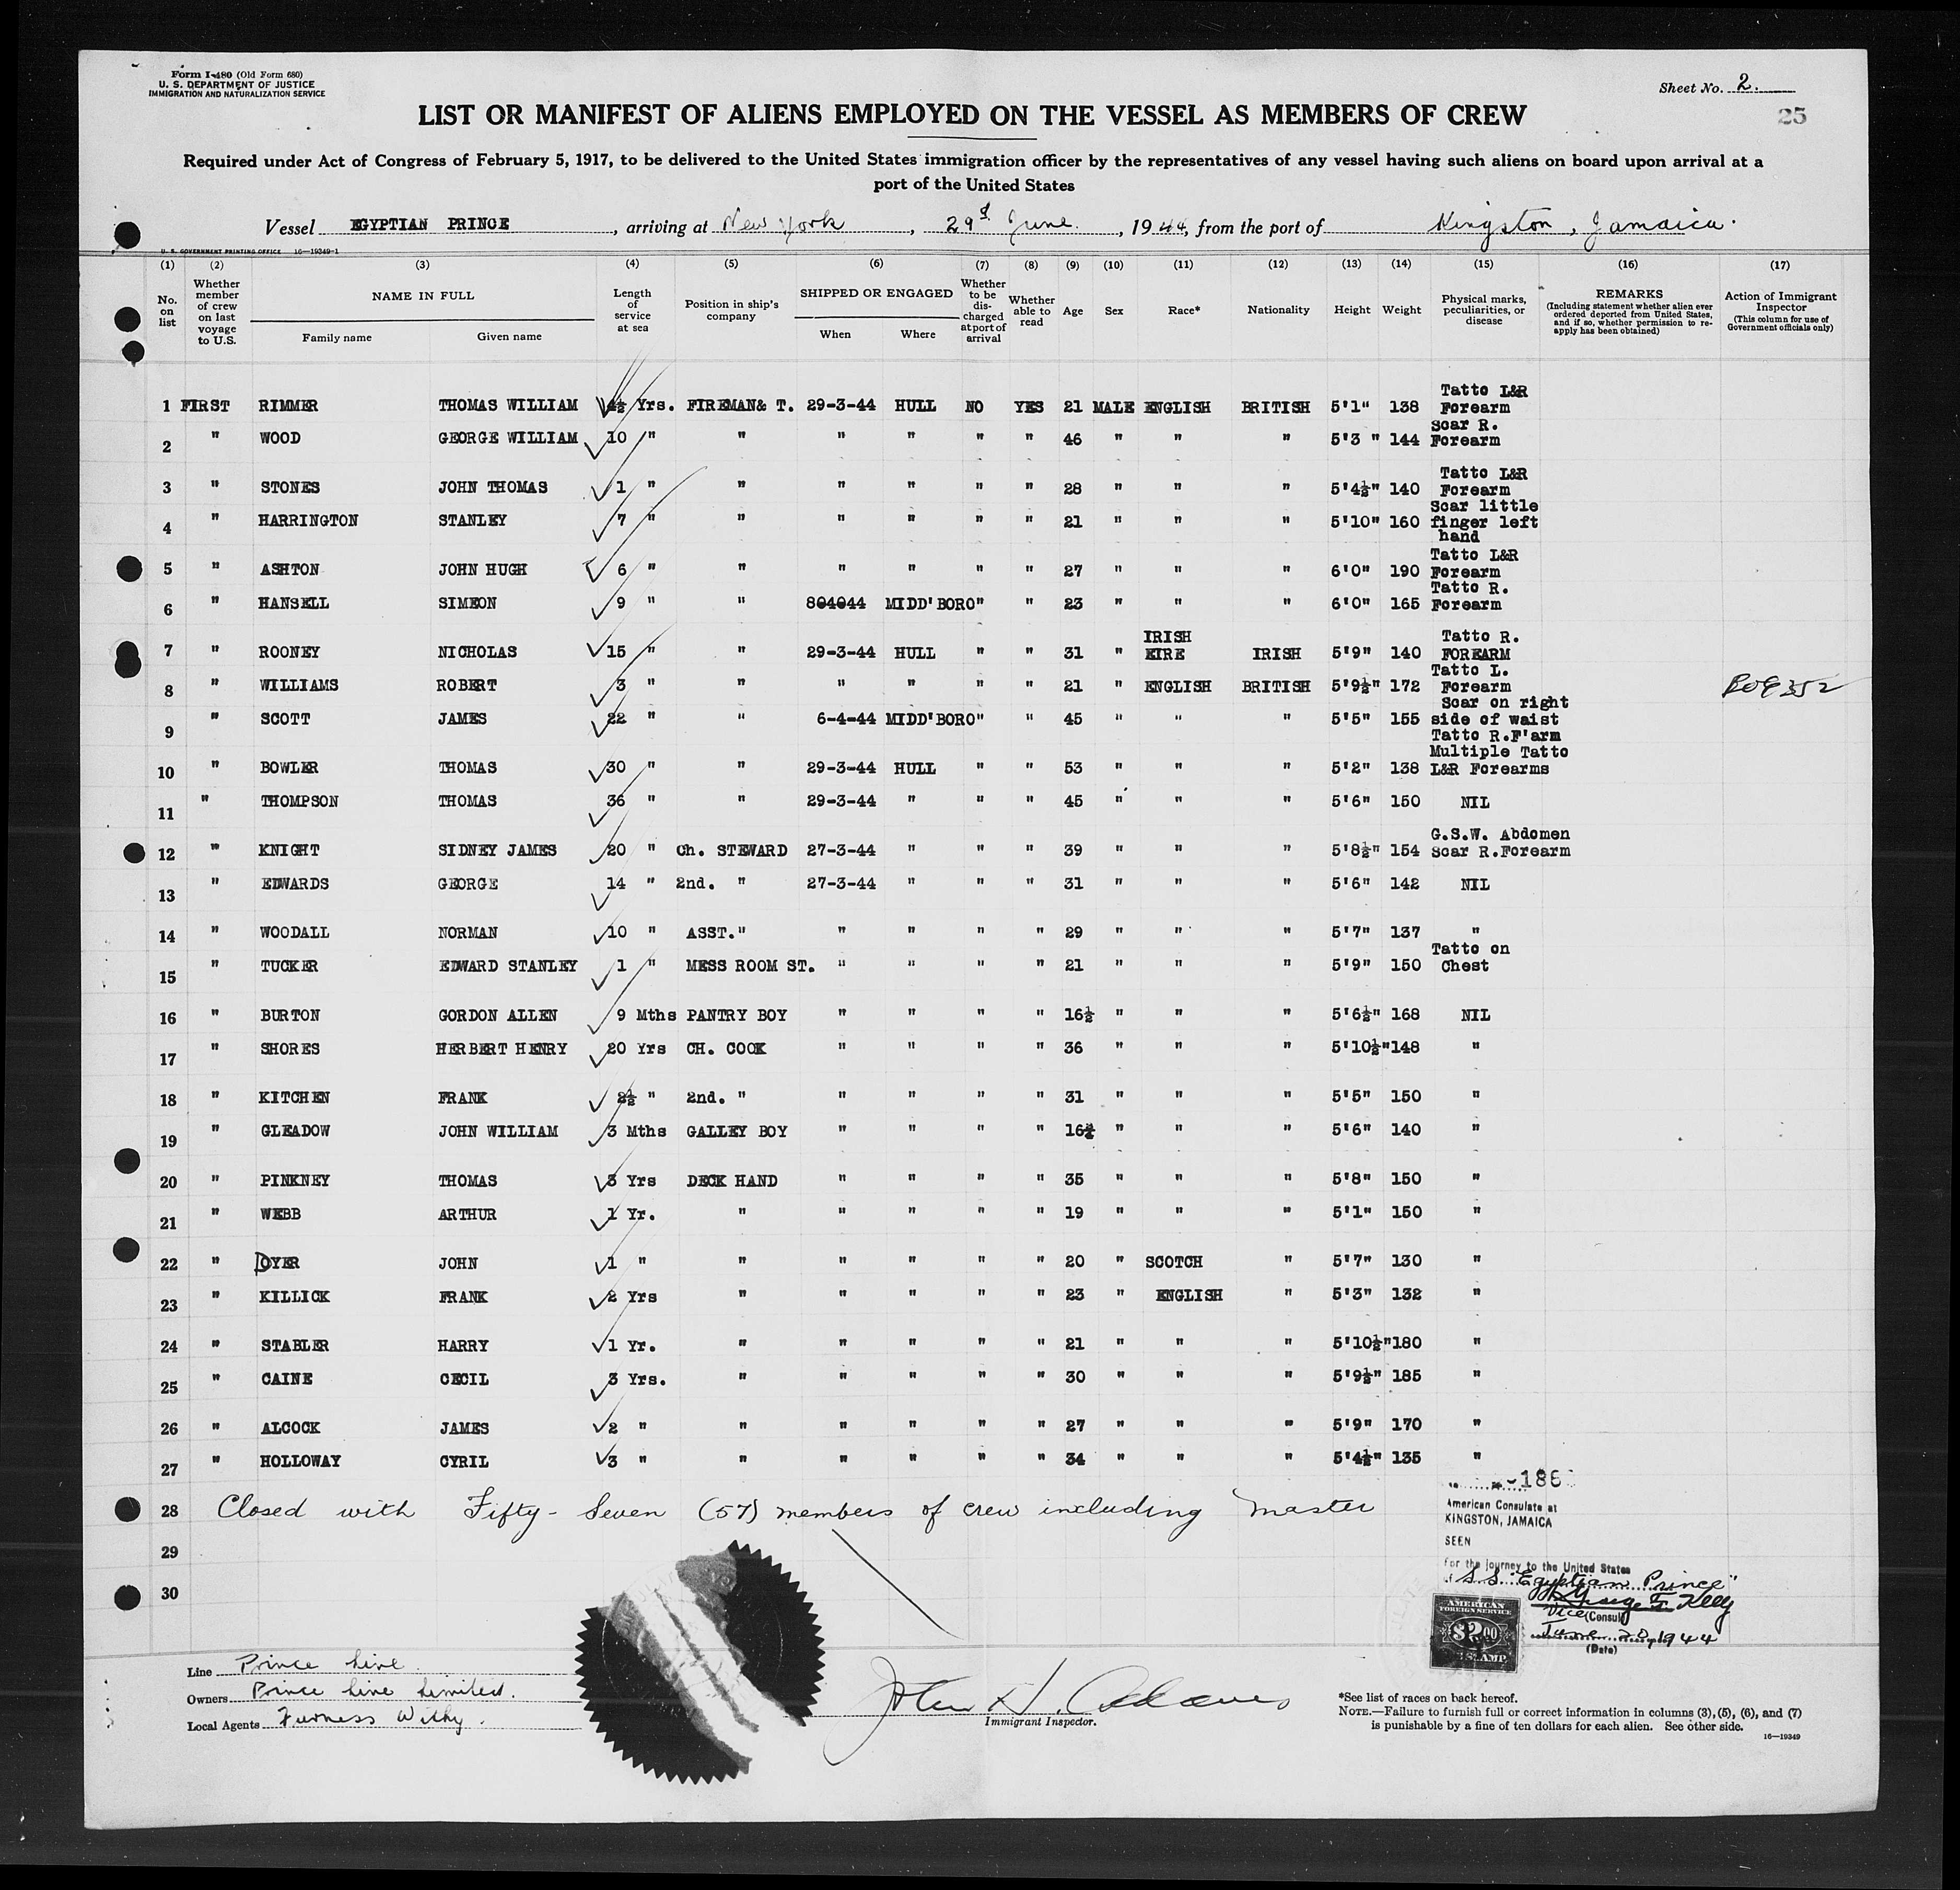 Form I-480 (Old Form 680)
U. S. DEPARTMENT OF JUSTICE
IMMIGRATION AND NATURALIZATION SERVICE
Sheet No. 2.
25
LIST OR MANIFEST OF ALIENS EMPLOYED ON THE VESSEL AS MEMBERS OF CREW
Required under Act of Congress of February 5, 1917, to be delivered to the United States immigration officer by the representatives of any vessel having such aliens on board upon arrival at a
port of the United States
Vessel EGYPTIAN PRINCE, arriving at New York, 29 June., 1944, from the port of Kingston, Jamaica.
U. S. GOVERNMENT PRINTING OFFICE 16—19349-1
(1) (2) (3) (4) (5) (6) (7) (8) (9) (10) (11) (12) (13) (14) (15) (16) (17)
No. on list
Whether member of crew on last voyage to U.S.
NAME IN FULL
Family name Given name
Length of service at sea
Position in ship's company
SHIPPED OR ENGAGED
When Where
Whether to be discharged at port of arrival
Whether able to read
Age
Sex
Race*
Nationality
Height
Weight
Physical marks, peculiarities, or disease
REMARKS
(Including statement whether alien ever ordered deported from United States, and if so, whether permission to reapply has been obtained)
Action of Immigrant Inspector
(This column for use of Government officials only)
1 FIRST RIMMER THOMAS WILLIAM 4½ Yrs. FIREMAN& T. 29-3-44 HULL NO YES 21 MALE ENGLISH BRITISH 5'1" 138 Tatto L&R Forearm
2 " WOOD GEORGE WILLIAM 10 " " " " " " 46 " " " 5'3 " 144 Scar R. Forearm
3 " STONES JOHN THOMAS 1 " " " " " " 28 " " " 5'4½" 140 Tatto L&R Forearm
4 " HARRINGTON STANLEY 7 " " " " " " 21 " " " 5'10" 160 Scar little finger left hand
5 " ASHTON JOHN HUGH 6 " " " " " " 27 " " " 6'0" 190 Tatto L&R Forearm
6 " HANSELL SIMEON 9 " " 804044 MIDD'BORO " " 23 " " " 6'0" 165 Tatto R. Forearm
7 " ROONEY NICHOLAS 15 " " 29-3-44 HULL " " 31 " IRISH EIRE IRISH 5'9" 140 Tatto R. FOREARM
8 " WILLIAMS ROBERT 3 " " " " " " 21 " ENGLISH BRITISH 5'9½" 172 Tatto L. Forearm
9 " SCOTT JAMES 22 " " 6-4-44 MIDD'BORO " " 45 " " " 5'5" 155 Scar on right side of waist Tatto R.F'arm
10 " BOWLER THOMAS 30 " " 29-3-44 HULL " " 53 " " " 5'2" 138 Multiple Tatto L&R Forearms
11 " THOMPSON THOMAS 36 " " 29-3-44 " " " 45 " " " 5'6" 150 NIL
12 " KNIGHT SIDNEY JAMES 20 " Ch. STEWARD 27-3-44 " " " 39 " " " 5'8½" 154 G.S.W. Abdomen Scar R.Forearm
13 " EDWARDS GEORGE 14 " 2nd. " 27-3-44 " " " 31 " " " 5'6" 142 NIL
14 " WOODALL NORMAN 10 " ASST." " " " " 29 " " " 5'7" 137 "
15 " TUCKER EDWARD STANLEY 1 " MESS ROOM ST. " " " " 21 " " " 5'9" 150 Tatto on Chest
16 " BURTON GORDON ALLEN 9 Mths PANTRY BOY " " " " 16½ " " " 5'6½" 168 NIL
17 " SHORES HERBERT HENRY 20 Yrs CH. COOK " " " " 36 " " " 5'10½" 148 "
18 " KITCHEN FRANK 2½ " 2nd. " " " " " 31 " " " 5'5" 150 "
19 " GLEADOW JOHN WILLIAM 3 Mths GALLEY BOY " " " " 16½ " " " 5'6" 140 "
20 " PINKNEY THOMAS 3 Yrs DECK HAND " " " " 35 " " " 5'8" 150 "
21 " WEBB ARTHUR 1 Yr. " " " " " 19 " " " 5'1" 150 "
22 " DYER JOHN 1 " " " " " " 20 " SCOTCH " 5'7" 130 "
23 " KILLICK FRANK 2 Yrs " " " " " 23 " ENGLISH " 5'3" 132 "
24 " STABLER HARRY 1 Yr. " " " " " 21 " " " 5'10½" 180 "
25 " CAINE CECIL 3 Yrs. " " " " " 30 " " " 5'9½" 185 "
26 " ALCOCK JAMES 2 " " " " " " 27 " " " 5'9" 170 "
27 " HOLLOWAY CYRIL 3 " " " " " " 34 " " " 5'4½" 135 "
28 Closed with Fifty-Seven (57) members of crew including Master
29
30
American Consulate at
KINGSTON, JAMAICA
SEEN
for the journey to the United States
S.S. "Egyptian Prince"
George F. Kelly
Vice (Consul)
June 20, 1944
(Date)
AMERICAN
FOREIGN SERVICE
$2.00
STAMP
Line Prince Line
Owners Prince Line Limited.
Local Agents Furness Withy.
John H. Adams
Immigrant Inspector.
*See list of races on back hereof.
NOTE.—Failure to furnish full or correct information in columns (3), (5), (6), and (7)
is punishable by a fine of ten dollars for each alien. See other side.
16—19349